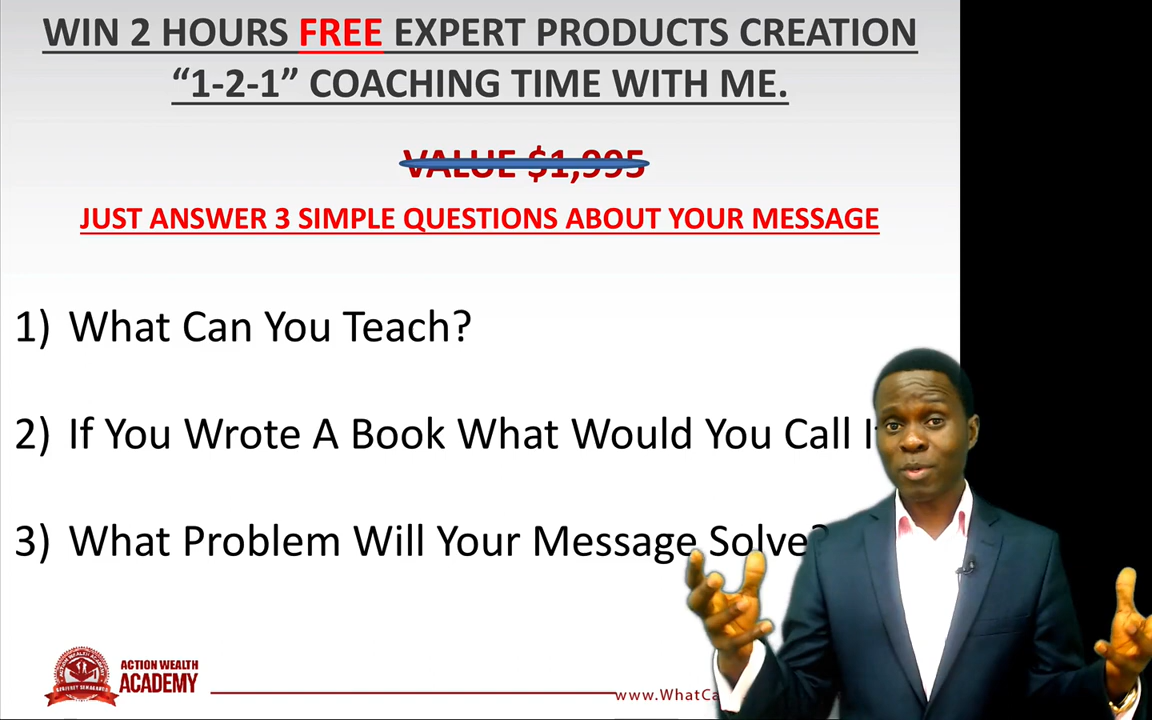 WIN 2 HOURS FREE EXPERT PRODUCTS CREATION
“1-2-1” COACHING TIME WITH ME.
VALUE $1,995
JUST ANSWER 3 SIMPLE QUESTIONS ABOUT YOUR MESSAGE
1) What Can You Teach?
2) If You Wrote A Book What Would You Call
3) What Problem Will Your Message Solve?
ACTION WEALTH
ACADEMY